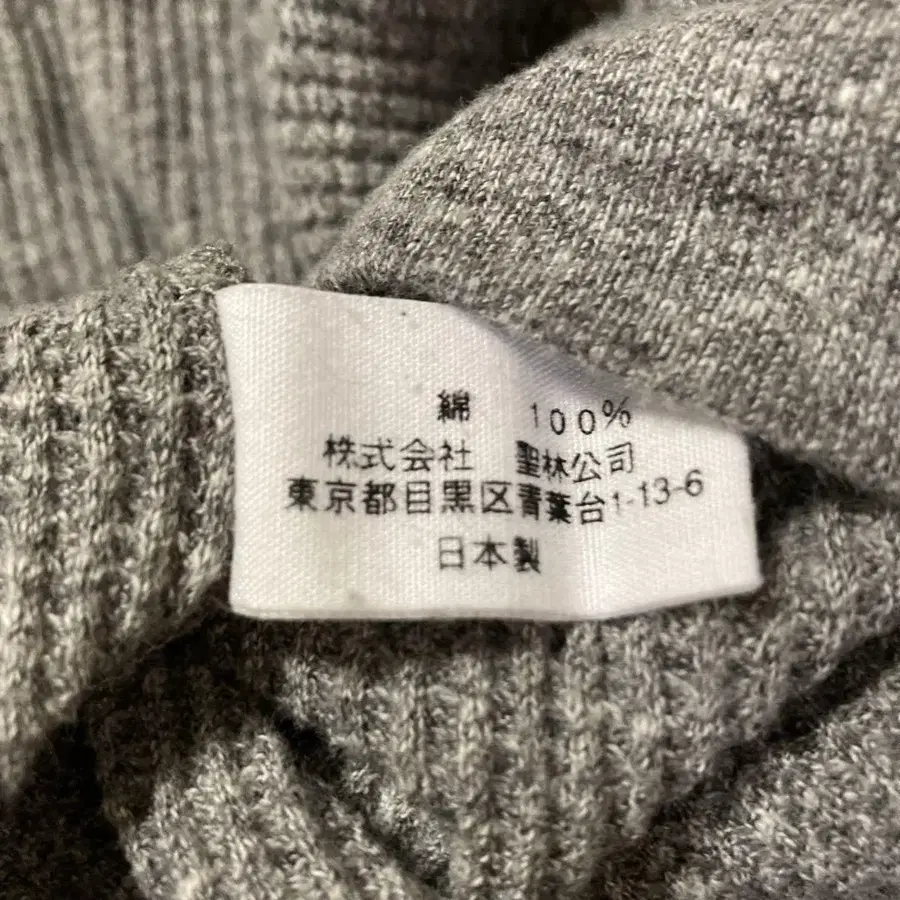 綿 100%
株式会社 聖林公司
東京都目黒区青葉台1-13-6
日本製